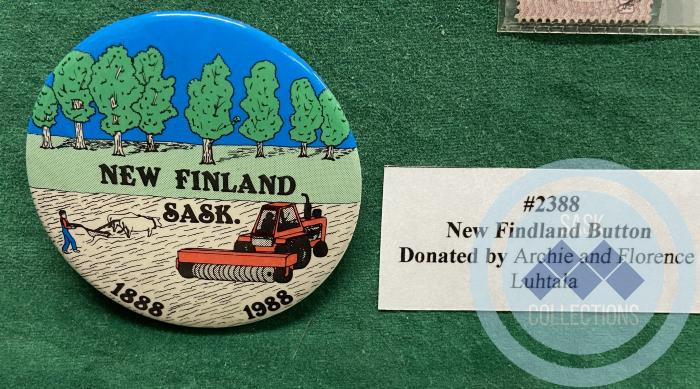 NEW FINLAND
SASK.
1888 1988
#2388
New Findland Button
Donated by Archie and Florence
Luhtala
SASK
COLLECTIONS